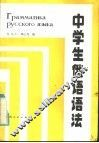 Грамматика
русского языка
中学生俄语语法